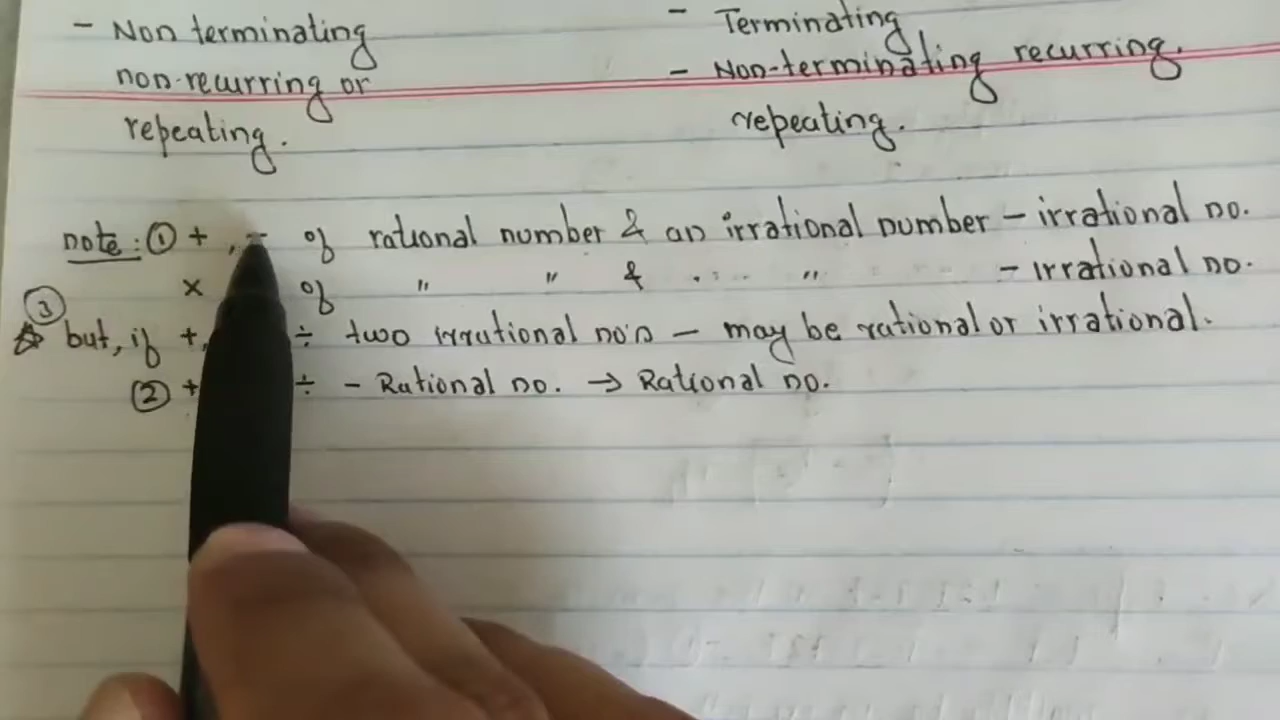 - Non terminating
non-recurring or
repeating.
- Terminating
- Non-terminating recurring.
repeating.
note: ① + , - of rational number & an irrational number - irrational no.
x of " " & " - irrational no.
③
☆ but, if +, ÷ two irrational no's - may be rational or irrational.
② + ÷ - Rational no. → Rational no.